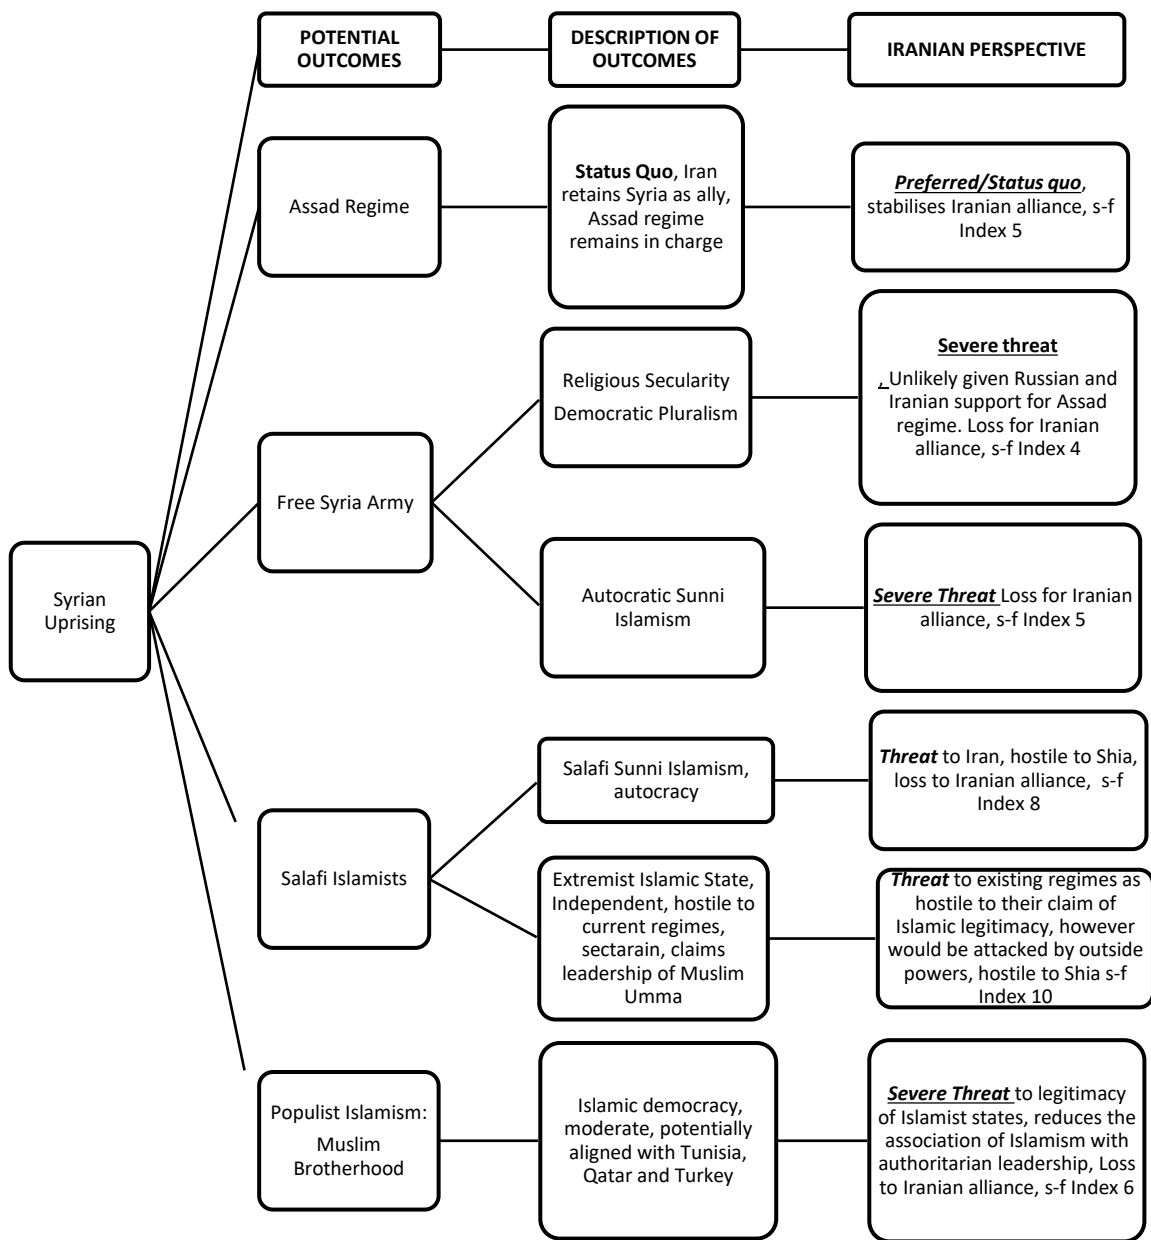 POTENTIAL
OUTCOMES
DESCRIPTION OF
OUTCOMES
IRANIAN PERSPECTIVE
Assad Regime
Status Quo, Iran
retains Syria as ally,
Assad regime
remains in charge
Preferred/Status quo,
stabilises Iranian alliance, s-f
Index 5
Syrian
Uprising
Free Syria Army
Religious Secularity
Democratic Pluralism
Severe threat
, Unlikely given Russian and
Iranian support for Assad
regime. Loss for Iranian
alliance, s-f Index 4
Autocratic Sunni
Islamism
Severe Threat Loss for Iranian
alliance, s-f Index 5
Salafi Islamists
Salafi Sunni Islamism,
autocracy
Threat to Iran, hostile to Shia,
loss to Iranian alliance, s-f
Index 8
Extremist Islamic State,
Independent, hostile to
current regimes,
sectarain, claims
leadership of Muslim
Umma
Threat to existing regimes as
hostile to their claim of
Islamic legitimacy, however
would be attacked by outside
powers, hostile to Shia s-f
Index 10
Populist Islamism:
Muslim
Brotherhood
Islamic democracy,
moderate, potentially
aligned with Tunisia,
Qatar and Turkey
Severe Threat to legitimacy
of Islamist states, reduces the
association of Islamism with
authoritarian leadership, Loss
to Iranian alliance, s-f Index 6